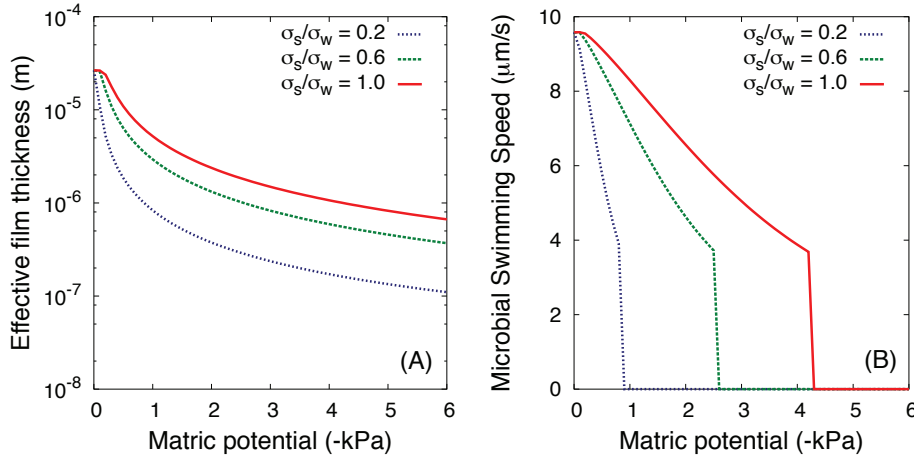 10⁻⁴
10⁻⁵
10⁻⁶
10⁻⁷
10⁻⁸
Effective film thickness (m)
σs/σw = 0.2
σs/σw = 0.6
σs/σw = 1.0
(A)
0 1 2 3 4 5 6
Matric potential (-kPa)
10
8
6
4
2
0
Microbial Swimming Speed (μm/s)
σs/σw = 0.2
σs/σw = 0.6
σs/σw = 1.0
(B)
0 1 2 3 4 5 6
Matric potential (-kPa)